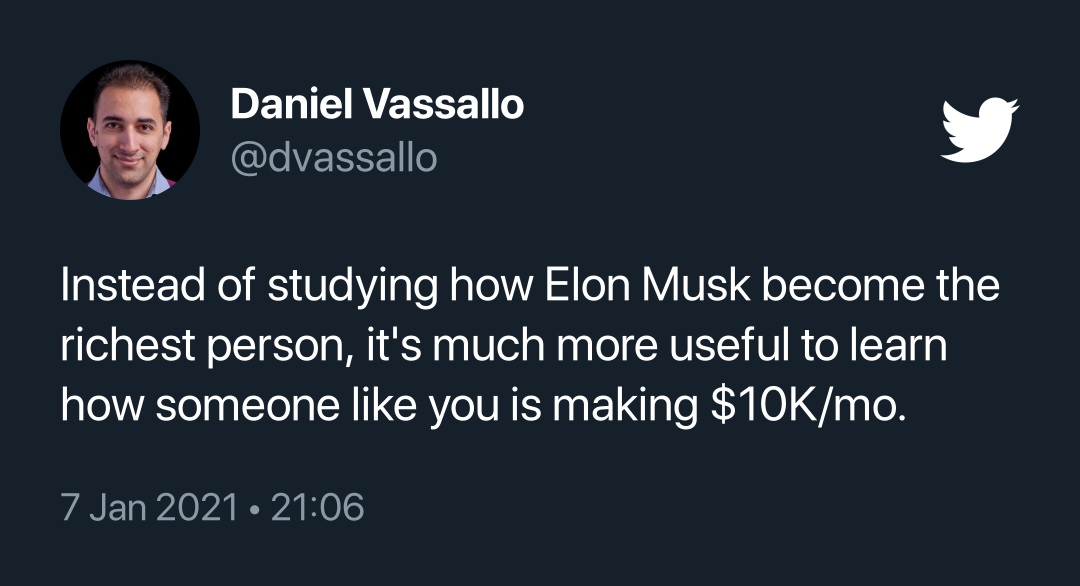 Daniel Vassallo
@dvassallo
Instead of studying how Elon Musk become the
richest person, it's much more useful to learn
how someone like you is making $10K/mo.
7 Jan 2021 • 21:06